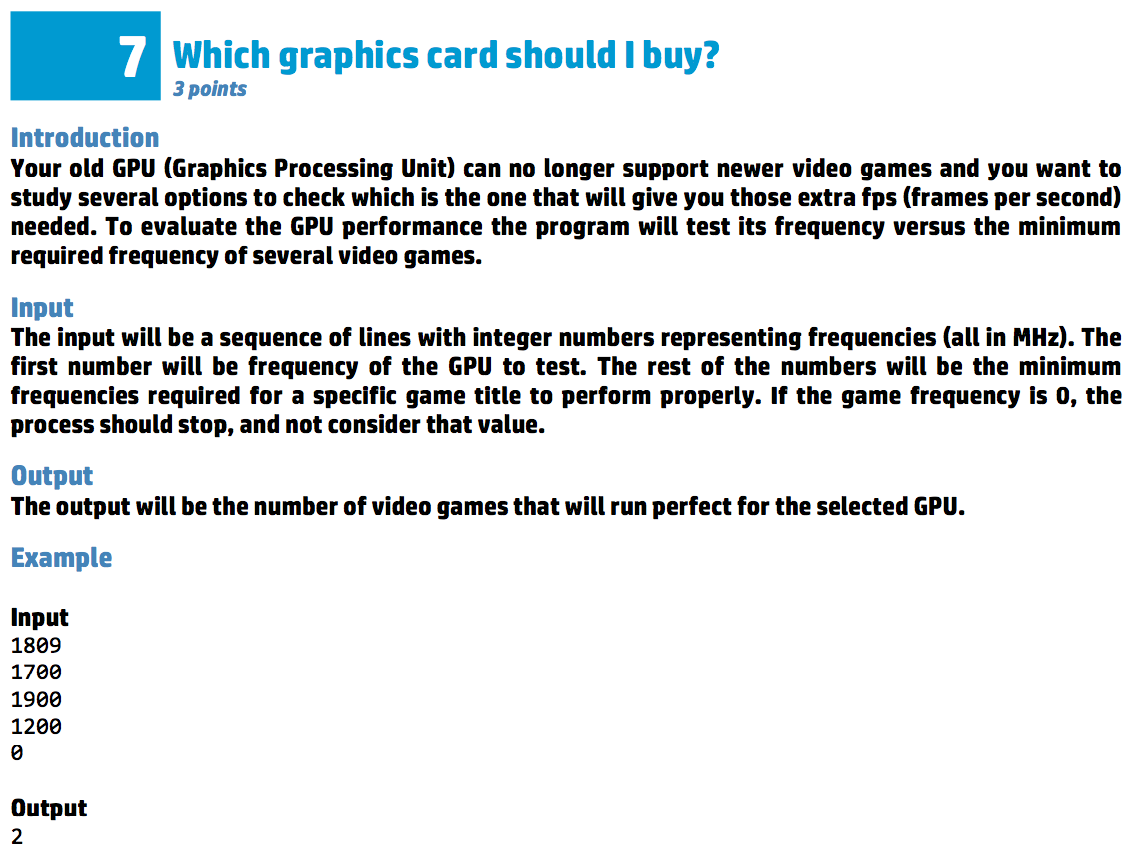 7 Which graphics card should I buy?
3 points
Introduction
Your old GPU (Graphics Processing Unit) can no longer support newer video games and you want to
study several options to check which is the one that will give you those extra fps (frames per second)
needed. To evaluate the GPU performance the program will test its frequency versus the minimum
required frequency of several video games.
Input
The input will be a sequence of lines with integer numbers representing frequencies (all in MHz). The
first number will be frequency of the GPU to test. The rest of the numbers will be the minimum
frequencies required for a specific game title to perform properly. If the game frequency is 0, the
process should stop, and not consider that value.
Output
The output will be the number of video games that will run perfect for the selected GPU.
Example
Input
1809
1700
1900
1200
0
Output
2